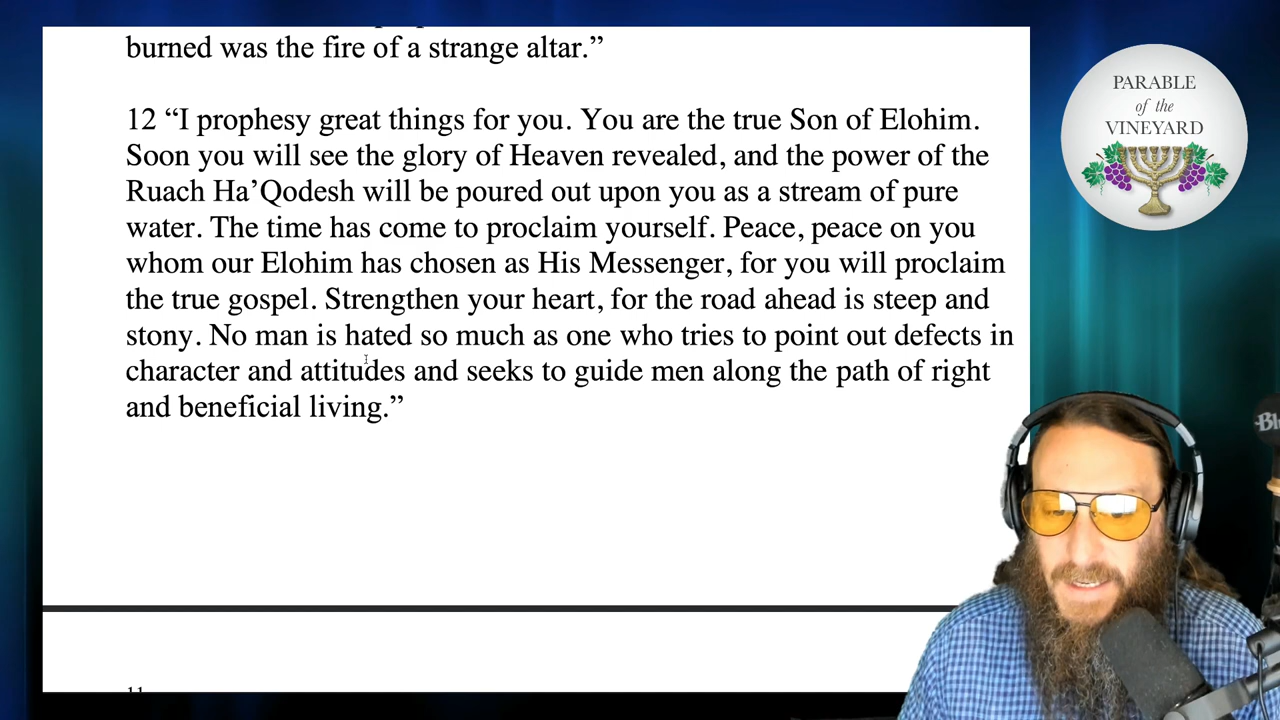 burned was the fire of a strange altar.”
12 “I prophesy great things for you. You are the true Son of Elohim.
Soon you will see the glory of Heaven revealed, and the power of the
Ruach Ha’Qodesh will be poured out upon you as a stream of pure
water. The time has come to proclaim yourself. Peace, peace on you
whom our Elohim has chosen as His Messenger, for you will proclaim
the true gospel. Strengthen your heart, for the road ahead is steep and
stony. No man is hated so much as one who tries to point out defects in
character and attitudes and seeks to guide men along the path of right
and beneficial living.”
PARABLE
of the
VINEYARD